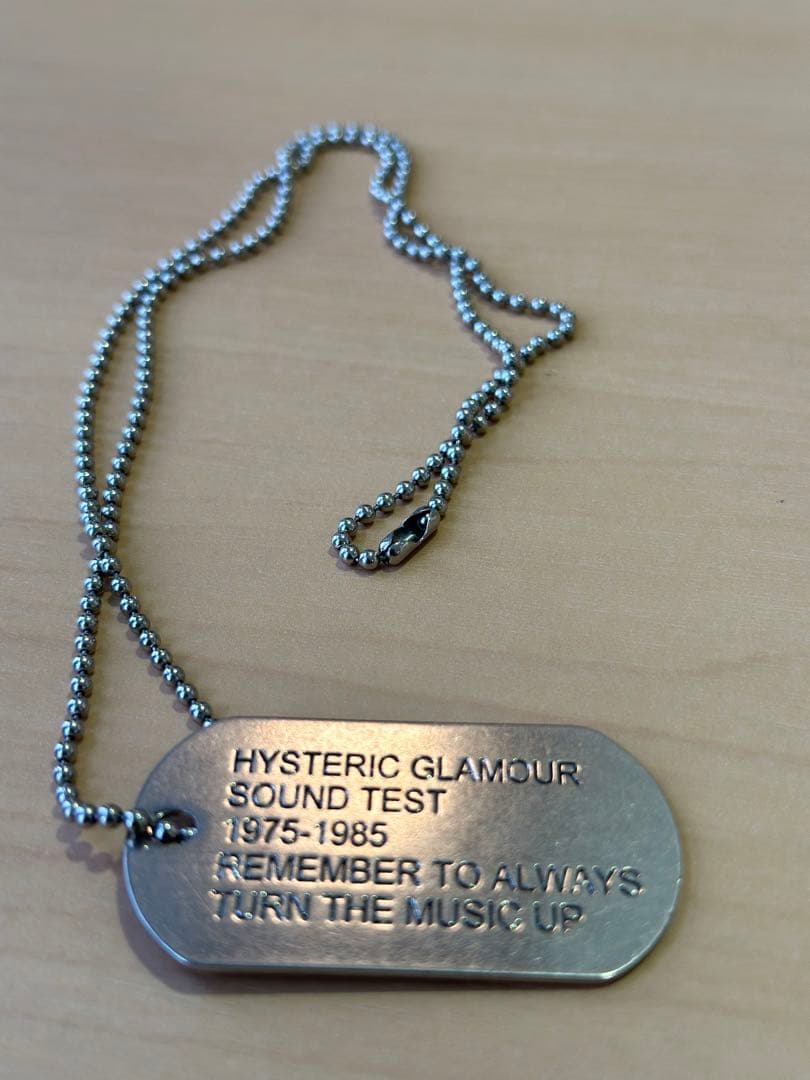 HYSTERIC GLAMOUR
SOUND TEST
1975-1985
REMEMBER TO ALWAYS
TURN THE MUSIC UP